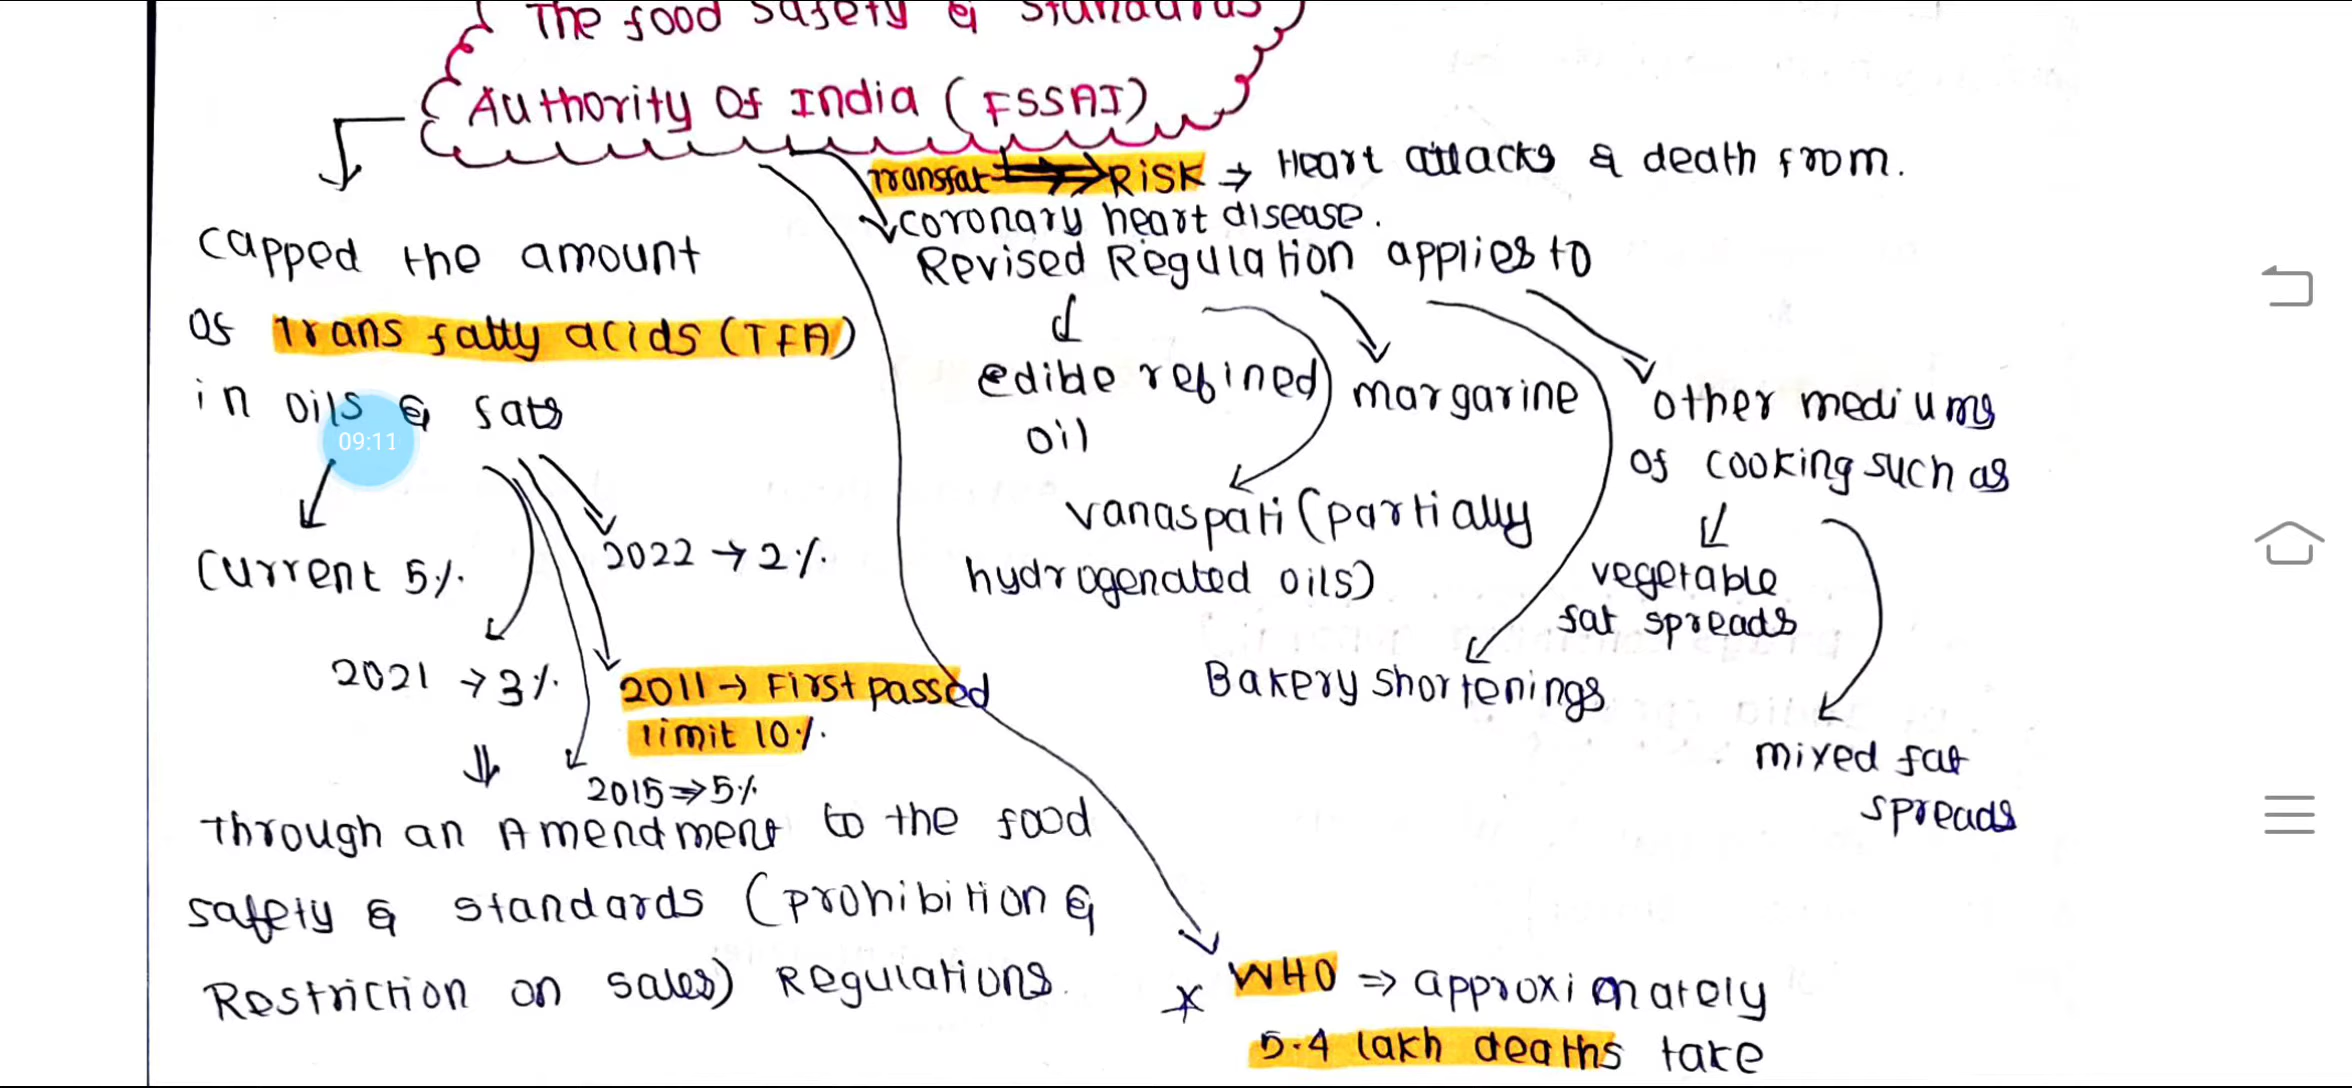 The food safety & Standards
Authority Of India (FSSAI)
Transfat → RISK → Heart attacks & death from.
coronary heart disease.
capped the amount
of Trans fatty acids (TFA)
in oils & fats
09:11
Current 5%.
2022 → 2%.
2021 → 3%.
2011 → First passed
limit 10%.
2015 ⇒ 5%
Through an Amendment to the food
safety & standards (prohibition &
Restriction on sales) Regulations.
Revised Regulation applies to
edible refined
oil
vanaspati (partially
hydrogenated oils)
margarine
Bakery shortenings
other mediums
of cooking such as
vegetable
fat spreads
mixed fat
spreads
* WHO ⇒ approximately
5.4 lakh deaths take